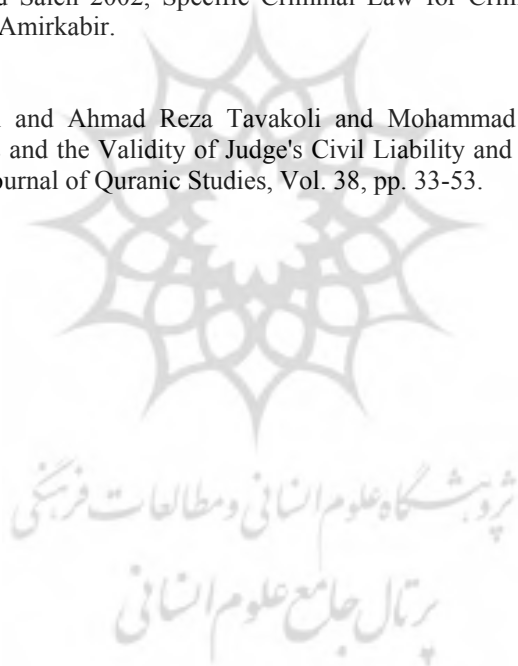 d Saleh 2002, Specific Criminal Law for Crim
Amirkabir.
and Ahmad Reza Tavakoli and Mohammad
and the Validity of Judge's Civil Liability and
ournal of Quranic Studies, Vol. 38, pp. 33-53.
پژوهشگاه علوم انسانی و مطالعات فرهنگی
پرتال جامع علوم انسانی